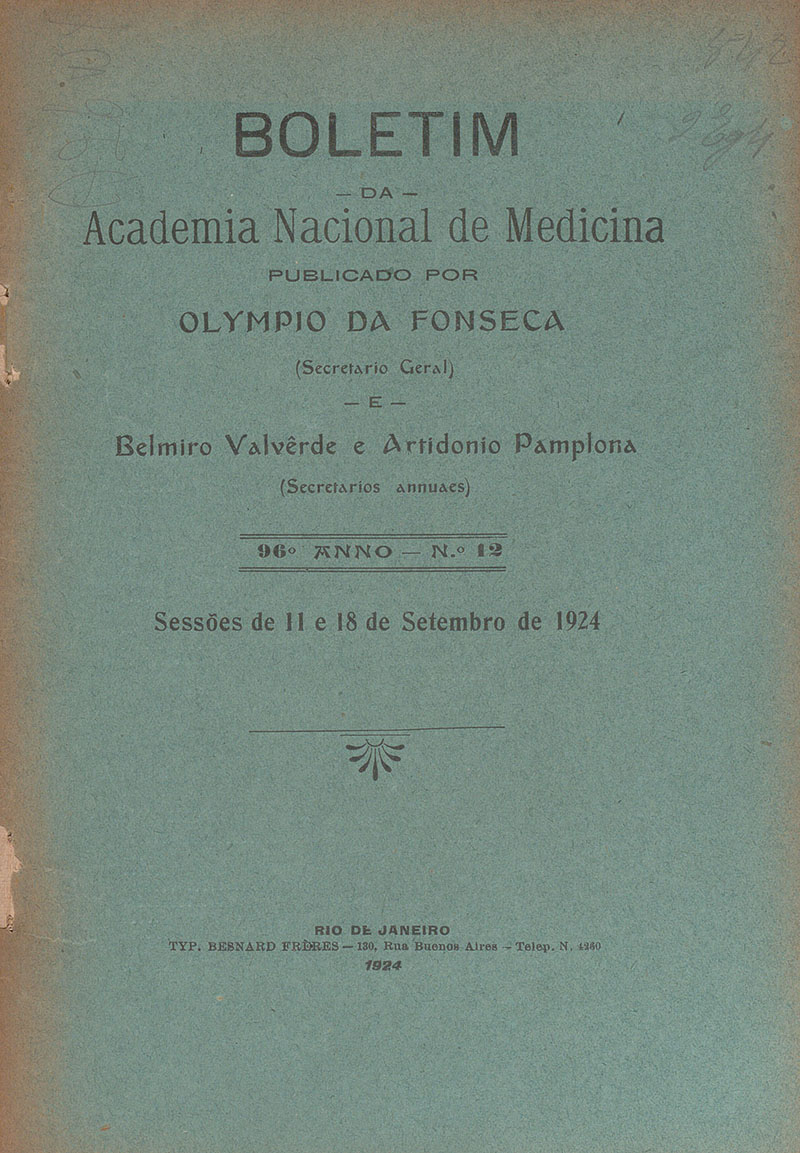 BOLETIM
— DA —
Academia Nacional de Medicina
PUBLICADO POR
OLYMPIO DA FONSECA
(Secretario Geral)
— E —
Belmiro Valvêrde e Artidonio Pamplona
(Secretarios annuaes)
96º ANNO — N.º 12
Sessões de 11 e 18 de Setembro de 1924
RIO DE JANEIRO
TYP. BESNARD FRÈRES — 130, Rua Buenos Aires — Telep. N. 4260
1924